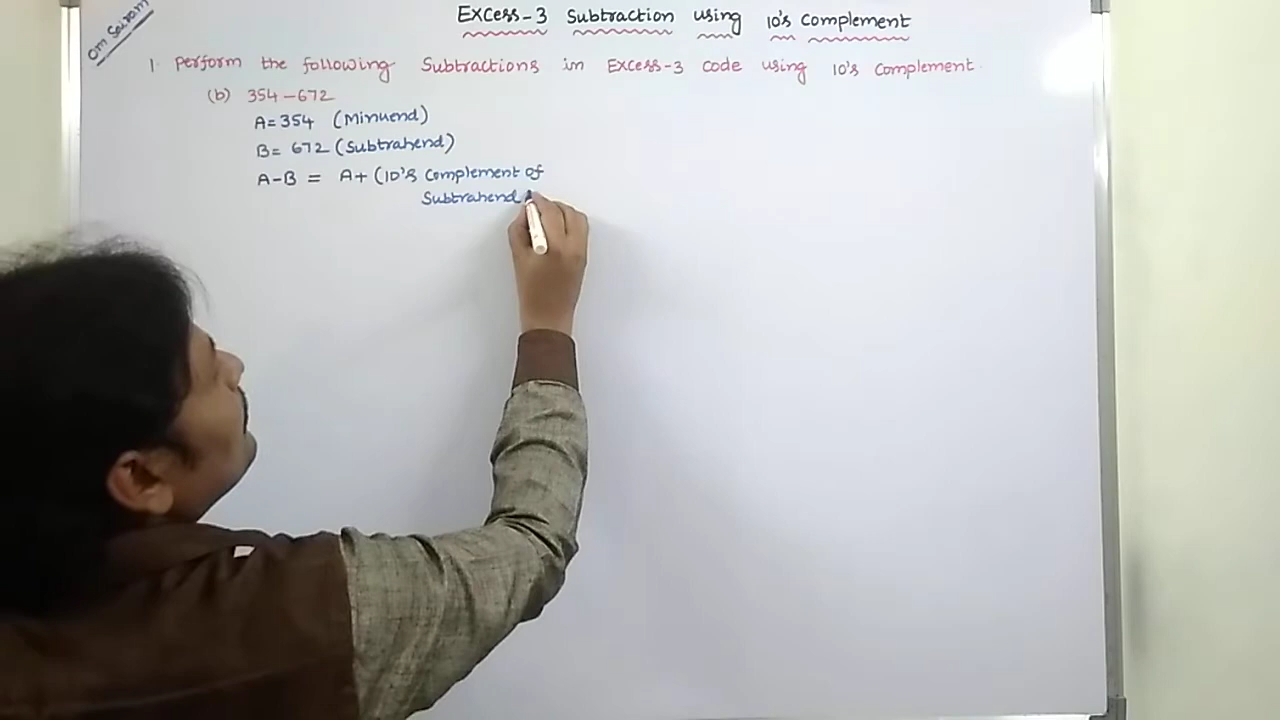 Om Sairam
Excess-3 Subtraction using 10's Complement
1. Perform the following Subtractions in Excess-3 code using 10's Complement.
(b) 354-672
A=354 (Minuend)
B= 672 (Subtrahend)
A-B = A+ (10's Complement of
Subtrahend